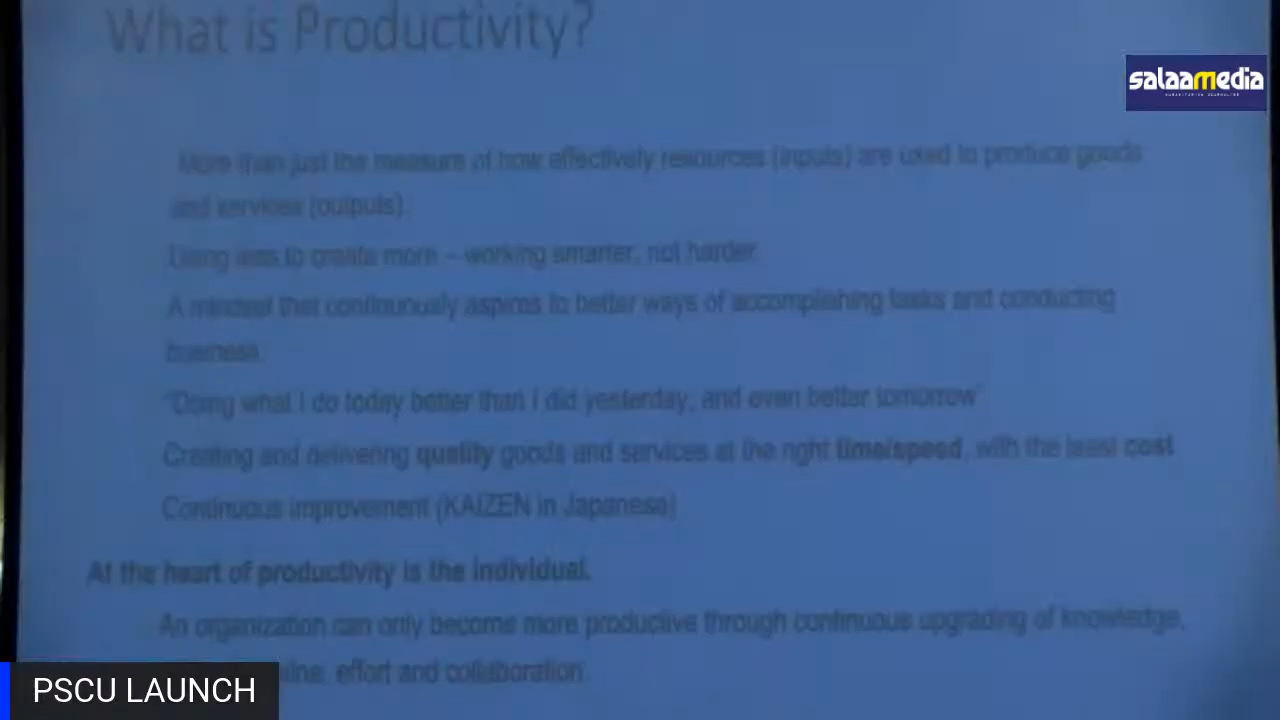 What is Productivity?
salaamedia
More than just the measure of how effectively resources (inputs) are used to produce goods
and services (outputs).
Using less to create more – working smarter, not harder.
A mindset that continuously aspires to better ways of accomplishing tasks and conducting
business.
"Doing what I do today better than I did yesterday, and even better tomorrow"
Creating and delivering quality goods and services at the right time/speed, with the least cost
Continuous improvement (KAIZEN in Japanese)
At the heart of productivity is the individual.
An organization can only become more productive through continuous upgrading of knowledge,
effort and collaboration.
PSCU LAUNCH